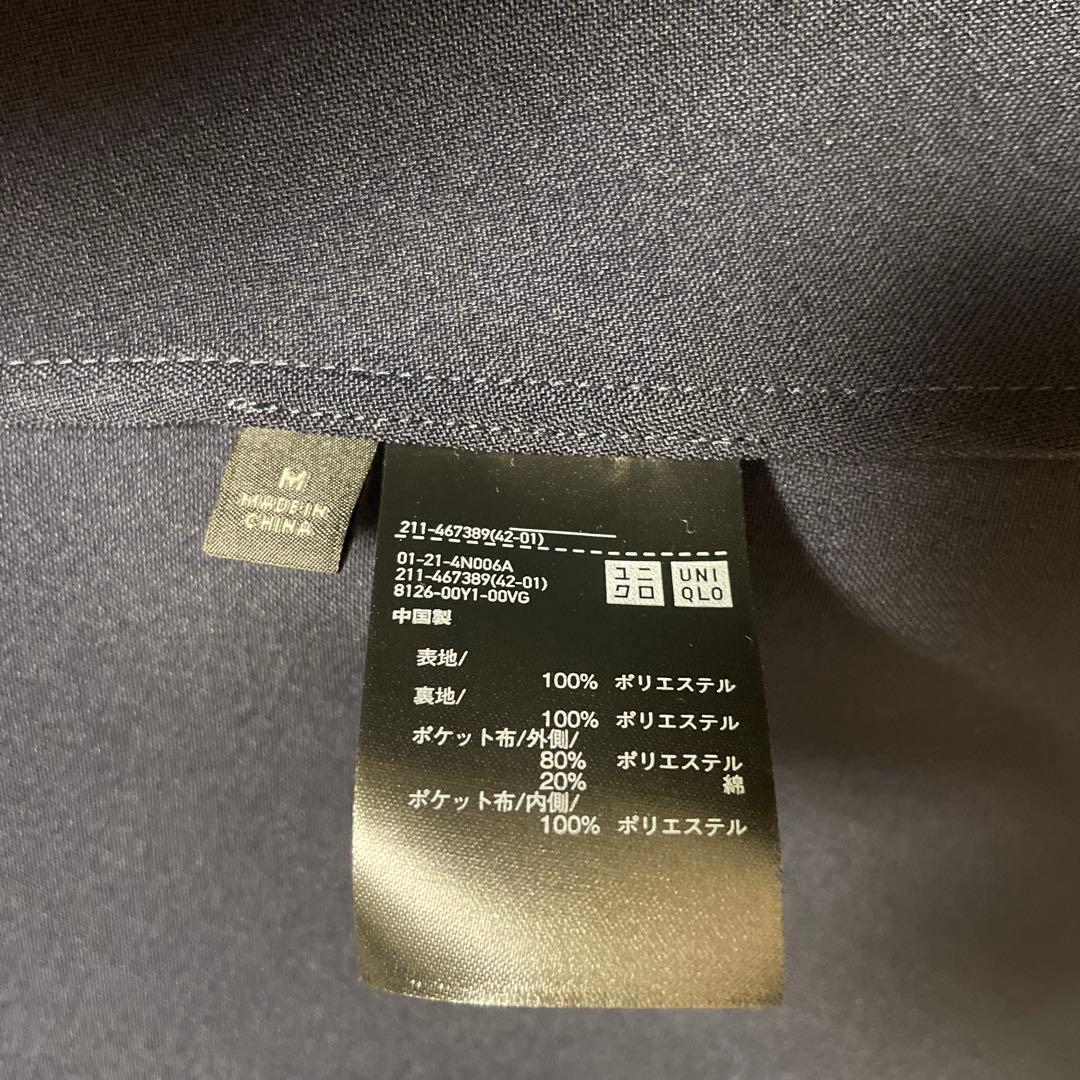 M
MADE IN
CHINA
211-467389(42-01)
01-21-4N006A
211-467389(42-01)
8126-00Y1-00VG
中国製
ユニ
クロ
UNI
QLO
表地/
100% ポリエステル
裏地/
100% ポリエステル
ポケット布/外側/
80% ポリエステル
20% 綿
ポケット布/内側/
100% ポリエステル